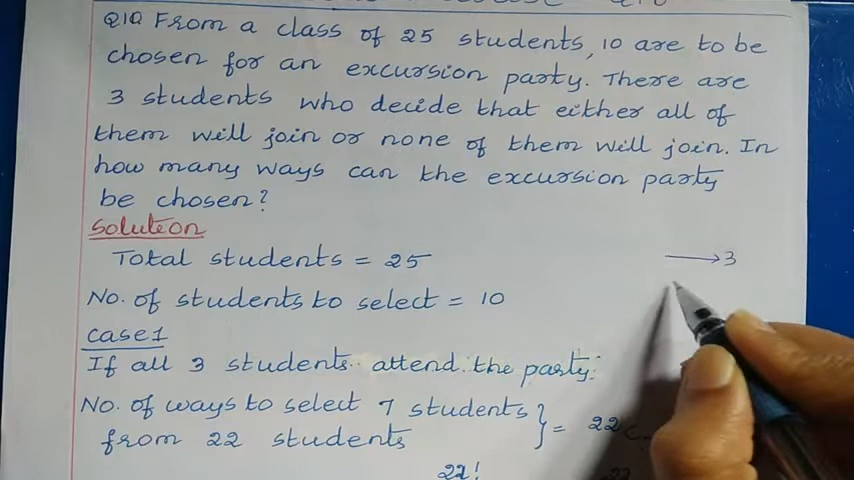 Q10 From a class of 25 students, 10 are to be
chosen for an excursion party. There are
3 students who decide that either all of
them will join or none of them will join. In
how many ways can the excursion party
be chosen?
Solution
Total students = 25
→ 3
No. of students to select = 10
Case 1
If all 3 students attend the party:
No. of ways to select 7 students
from 22 students } = 22C
22! 22